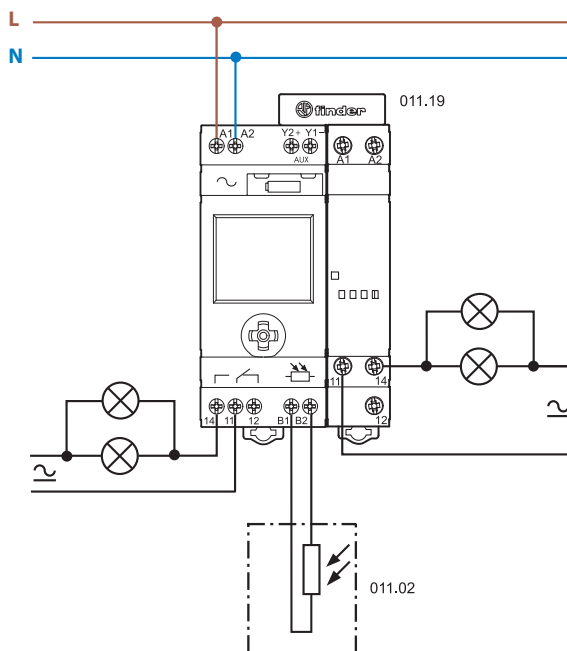 L
N
finder
011.19
A1 A2 Y2+ Y1-
AUX
A1 A2
11 14
12
14 11 12 B1 B2
011.02